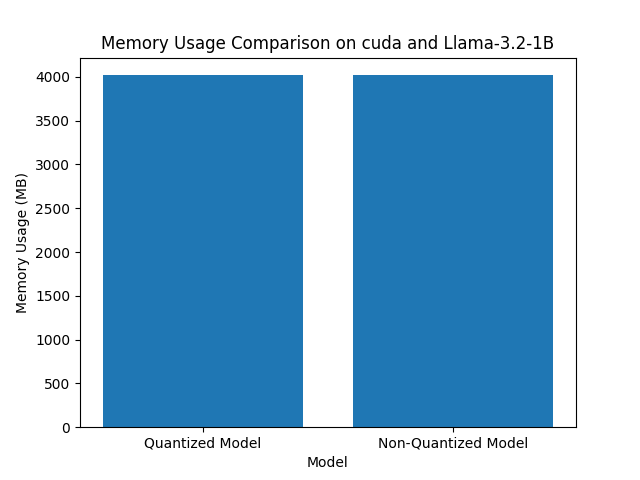 Memory Usage Comparison on cuda and Llama-3.2-1B
Memory Usage (MB)
4000
3500
3000
2500
2000
1500
1000
500
0
Quantized Model
Non-Quantized Model
Model